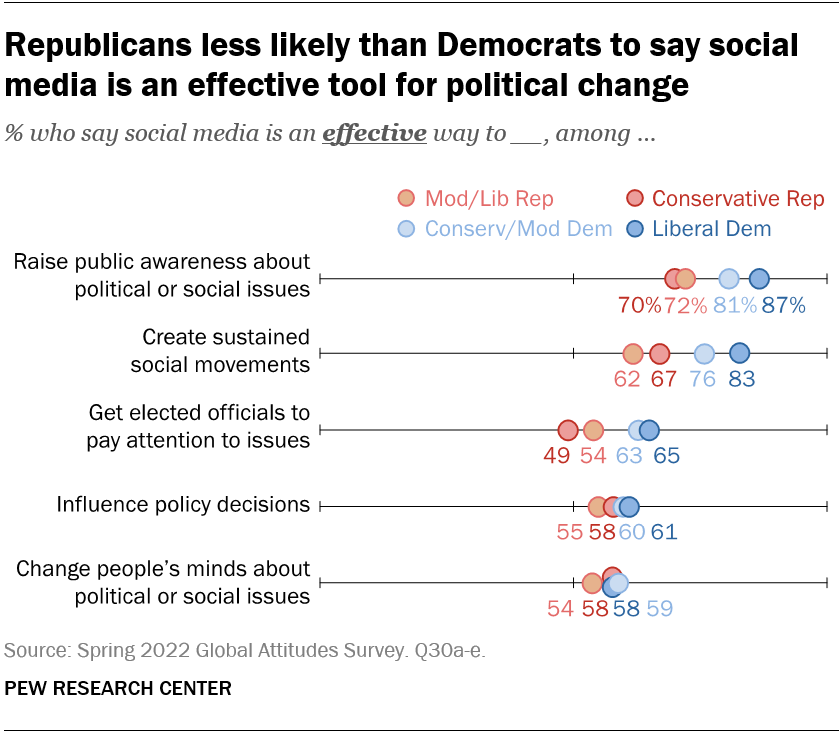 Republicans less likely than Democrats to say social
media is an effective tool for political change
% who say social media is an effective way to __, among ...
Mod/Lib Rep
Conservative Rep
Conserv/Mod Dem
Liberal Dem
Raise public awareness about
political or social issues
70% 72% 81% 87%
Create sustained
social movements
62 67 76 83
Get elected officials to
pay attention to issues
49 54 63 65
Influence policy decisions
55 58 60 61
Change people’s minds about
political or social issues
54 58 58 59
Source: Spring 2022 Global Attitudes Survey. Q30a-e.
PEW RESEARCH CENTER